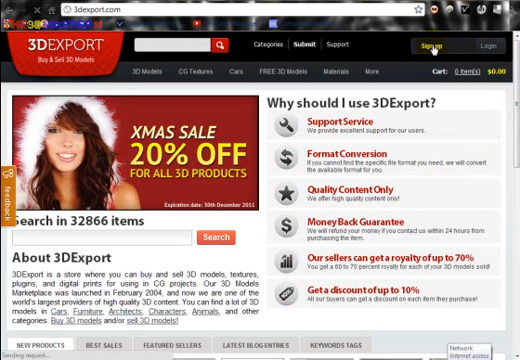 3dexport.com
3DEXPORT
Buy & Sell 3D Models
Categories Submit Support
Sign up Login
3D Models CG Textures Cars FREE 3D Models Materials More
Cart: 0 item(s) $0.00
XMAS SALE
20% OFF
FOR ALL 3D PRODUCTS
Expiration date: 30th December 2011
feedback
Search in 32866 items
Search
About 3DExport
3DExport is a store where you can buy and sell 3D models, textures,
plugins, and digital prints for using in CG projects. Our 3D Models
Marketplace was launched in February 2004, and now we are one of the
world's largest providers of high quality 3D content. You can find a lot of 3D
models in Cars, Furniture, Architects, Characters, Animals, and other
categories. Buy 3D models and/or sell 3D models!
Why should I use 3DExport?
Support Service
We provide excellent support for our users.
Format Conversion
If you cannot find the specific file format you need, we will convert
the available format for you.
Quality Content Only
We offer high quality content only!
Money Back Guarantee
We will refund your money if you contact us within 24 hours from
purchasing the item.
Our sellers can get a royalty of up to 70%
You get a 60 to 70 percent royalty for each of your 3D models sold!
Get a discount of up to 10%
All our buyers can get a discount on each item they purchase!
NEW PRODUCTS BEST SALES FEATURED SELLERS LATEST BLOG ENTRIES KEYWORDS TAGS
Sending request...
Network
Internet access